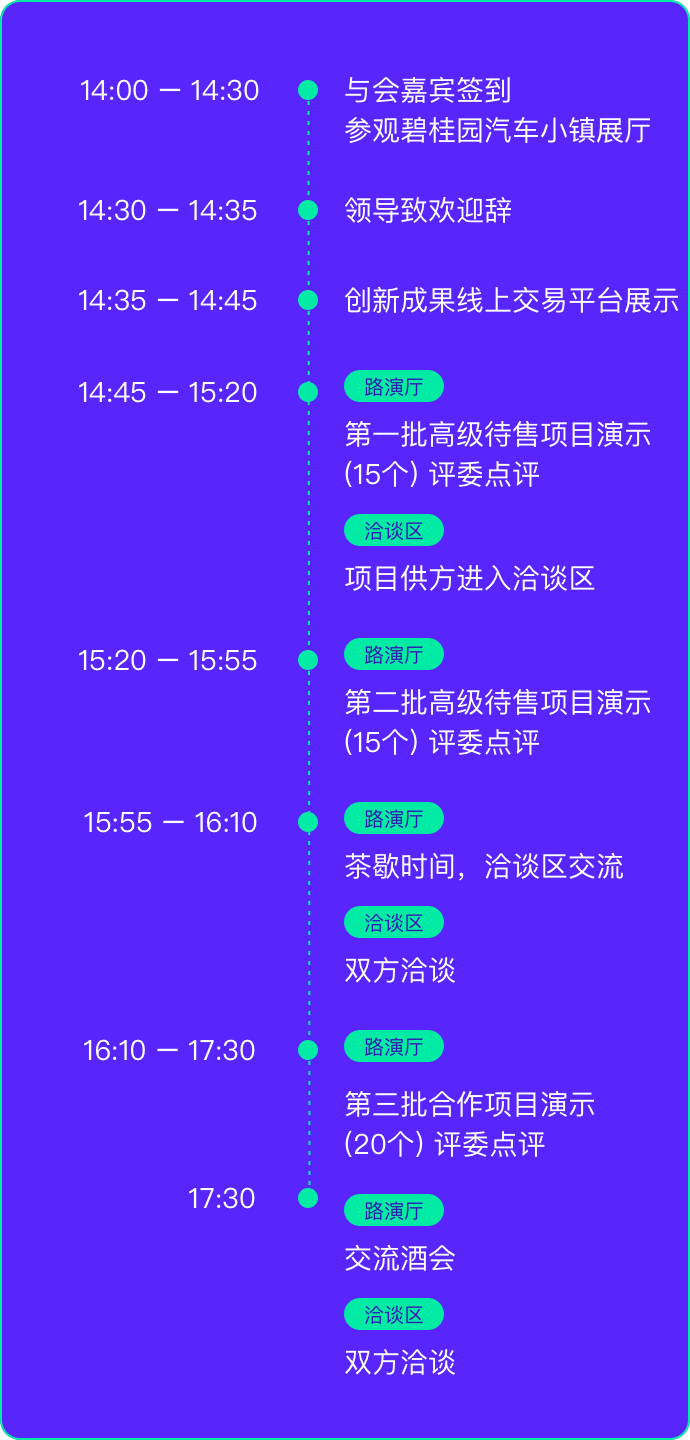 14:00 — 14:30
与会嘉宾签到
参观碧桂园汽车小镇展厅
14:30 — 14:35
领导致欢迎辞
14:35 — 14:45
创新成果线上交易平台展示
14:45 — 15:20
路演厅
第一批高级待售项目演示
(15个) 评委点评
洽谈区
项目供方进入洽谈区
15:20 — 15:55
路演厅
第二批高级待售项目演示
(15个) 评委点评
15:55 — 16:10
路演厅
茶歇时间，洽谈区交流
洽谈区
双方洽谈
16:10 — 17:30
路演厅
第三批合作项目演示
(20个) 评委点评
17:30
路演厅
交流酒会
洽谈区
双方洽谈